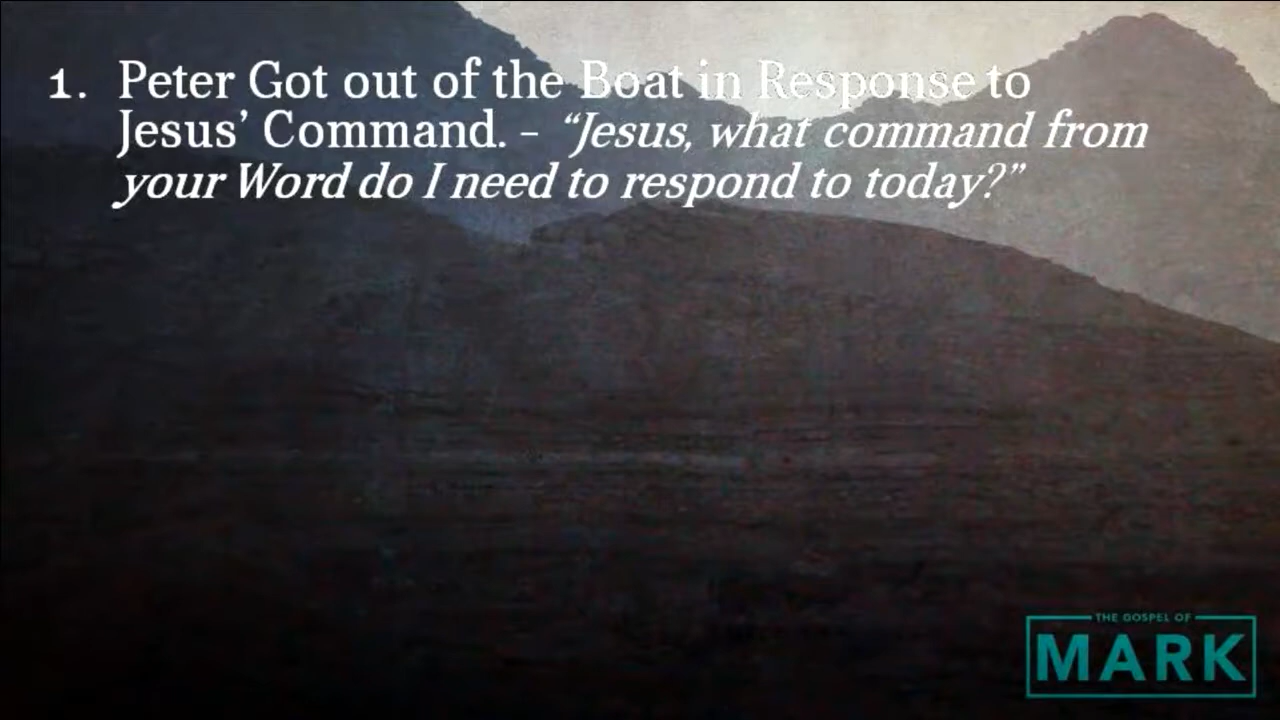 1. Peter Got out of the Boat in Response to
Jesus’ Command. – “Jesus, what command from
your Word do I need to respond to today?”
THE GOSPEL OF
MARK